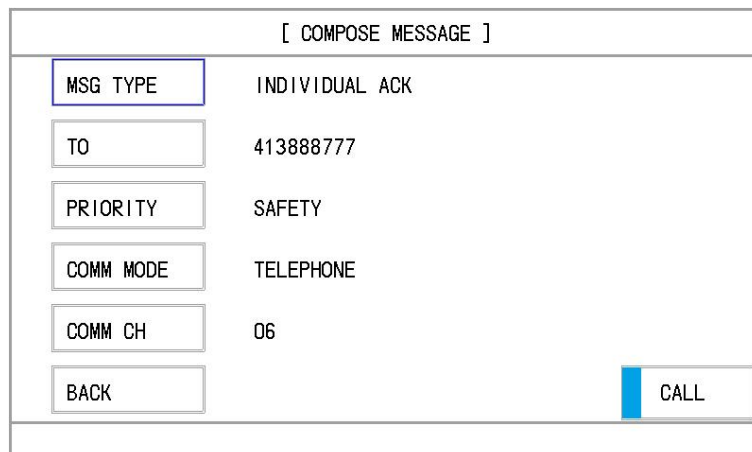 [ COMPOSE MESSAGE ]
MSG TYPE INDIVIDUAL ACK
TO 413888777
PRIORITY SAFETY
COMM MODE TELEPHONE
COMM CH 06
BACK CALL